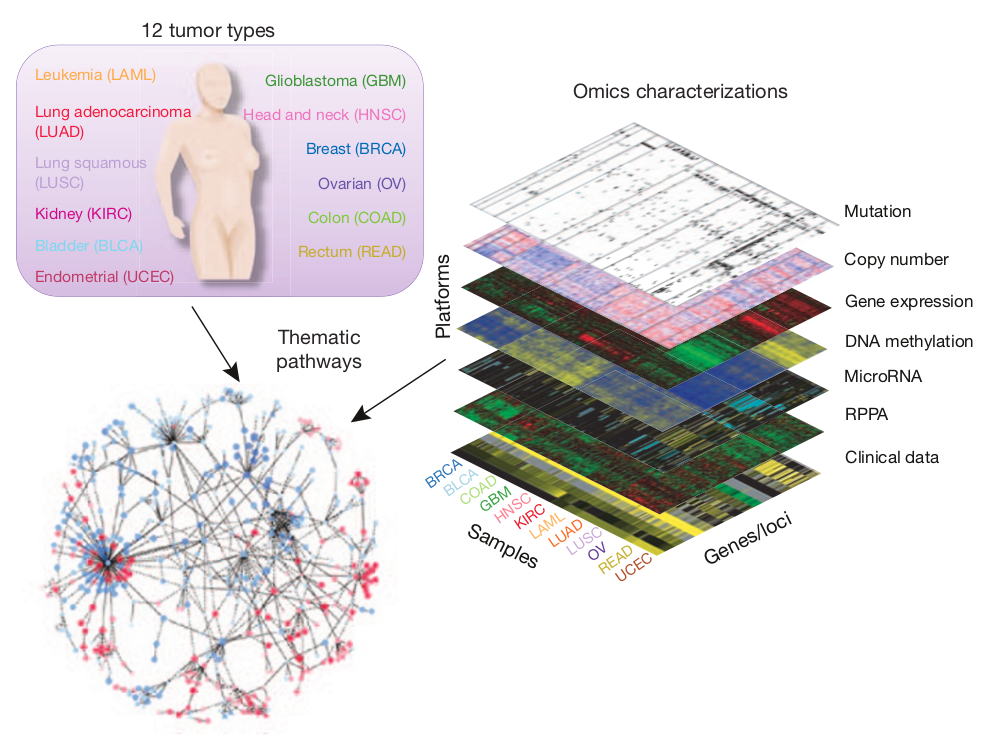 12 tumor types
Leukemia (LAML)
Lung adenocarcinoma
(LUAD)
Lung squamous
(LUSC)
Kidney (KIRC)
Bladder (BLCA)
Endometrial (UCEC)
Glioblastoma (GBM)
Head and neck (HNSC)
Breast (BRCA)
Ovarian (OV)
Colon (COAD)
Rectum (READ)
Thematic
pathways
Omics characterizations
Platforms
Mutation
Copy number
Gene expression
DNA methylation
MicroRNA
RPPA
Clinical data
BRCA
BLCA
COAD
GBM
HNSC
KIRC
LAML
LUAD
LUSC
OV
READ
UCEC
Samples
Genes/loci